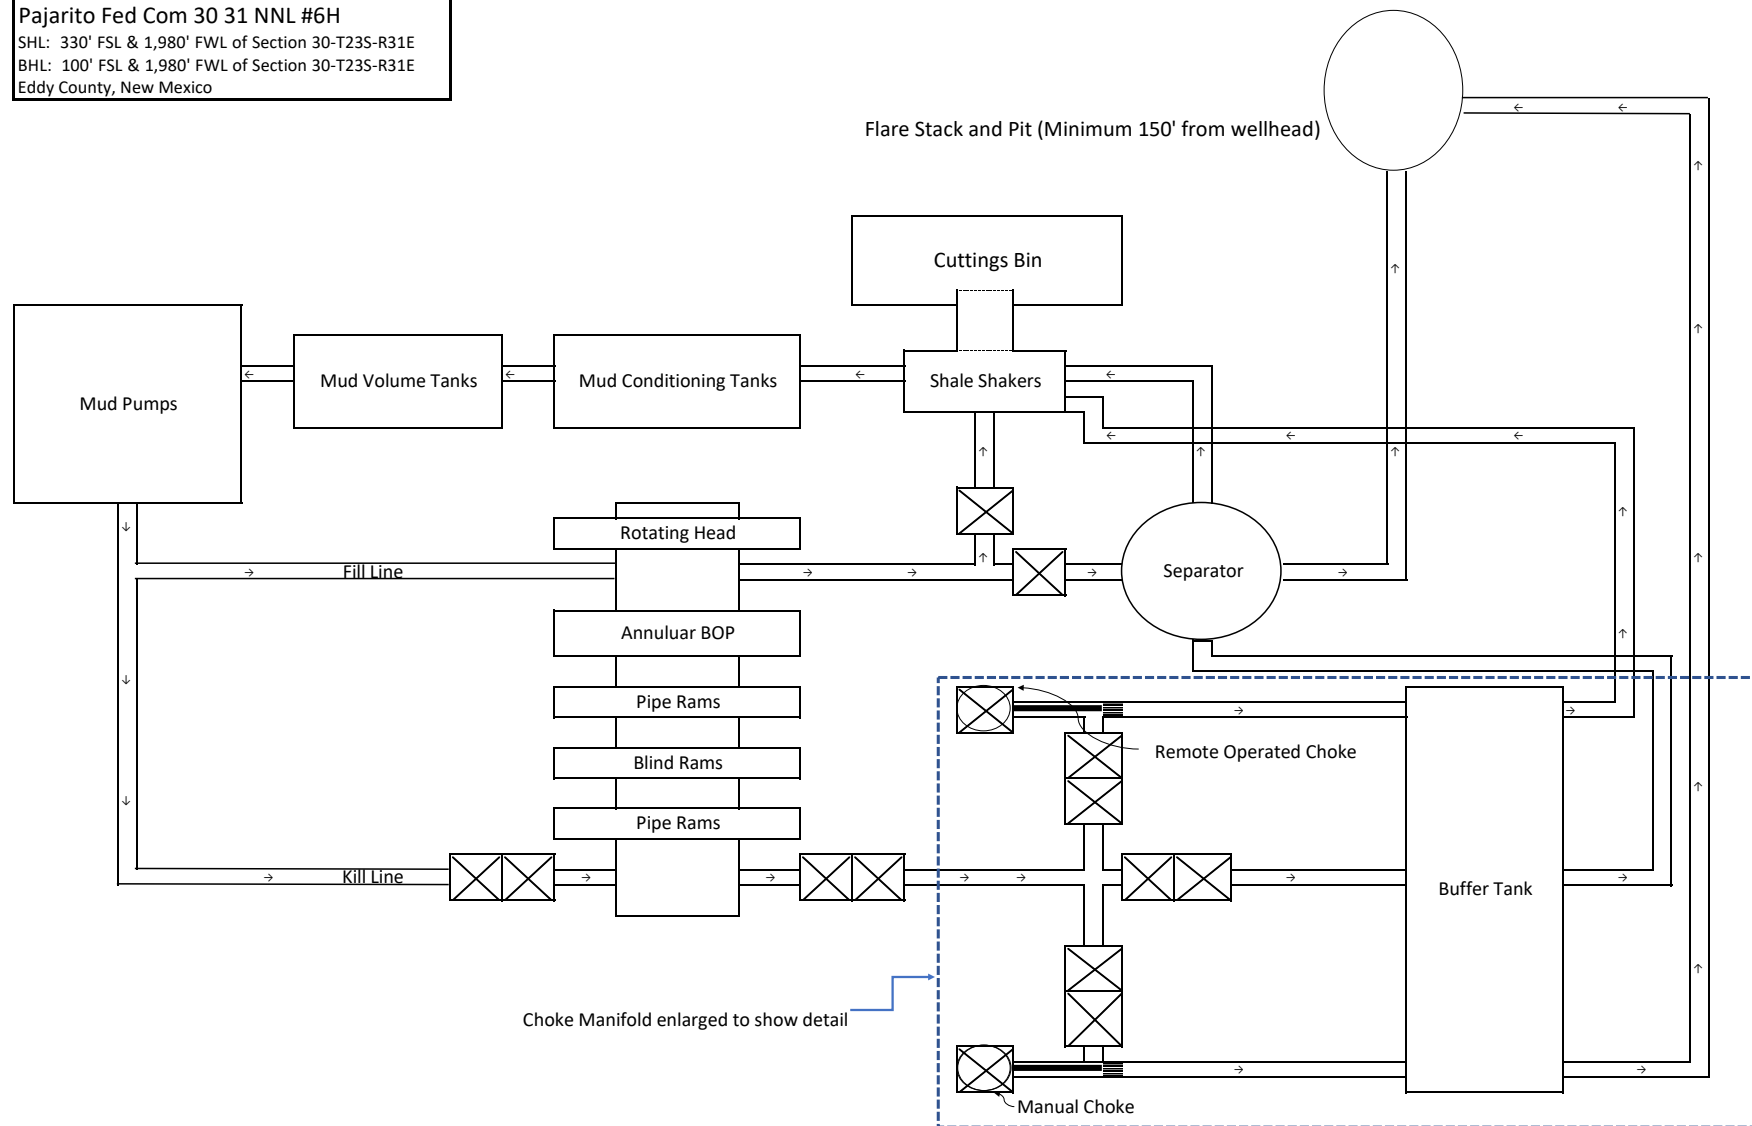 Pajarito Fed Com 30 31 NNL #6H
SHL: 330' FSL & 1,980' FWL of Section 30-T23S-R31E
BHL: 100' FSL & 1,980' FWL of Section 30-T23S-R31E
Eddy County, New Mexico
Flare Stack and Pit (Minimum 150' from wellhead)
Cuttings Bin
Mud Pumps
Mud Volume Tanks
Mud Conditioning Tanks
Shale Shakers
Rotating Head
Fill Line
Separator
Annuluar BOP
Pipe Rams
Blind Rams
Pipe Rams
Remote Operated Choke
Kill Line
Buffer Tank
Choke Manifold enlarged to show detail
Manual Choke